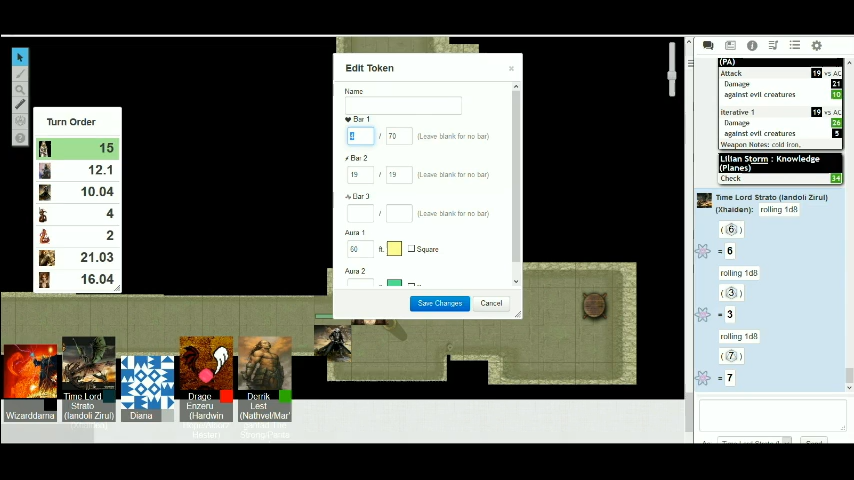 Turn Order
15
12.1
10.04
4
2
21.03
16.04
Edit Token
×
Name
Bar 1
4 / 70 (Leave blank for no bar)
Bar 2
19 / 19 (Leave blank for no bar)
Bar 3
/ (Leave blank for no bar)
Aura 1
60 ft. Square
Aura 2
Save Changes Cancel
Wizarddama
Time Lord
Strato
(Iandoli Zirul)
Diana
Drago
Enzeru
(Hardwin
Derrik
Lest
(PA)
Attack 19 vs AC
Damage 21
against evil creatures 10
iterative 1 19 vs AC
Damage 26
against evil creatures 5
Weapon Notes: cold iron,
Lilian Storm : Knowledge
(Planes)
Check 34
Time Lord Strato (Iandoli Zirul)
(Xhaiden): rolling 1d8
(6)
= 6
rolling 1d8
(3)
= 3
rolling 1d8
(7)
= 7